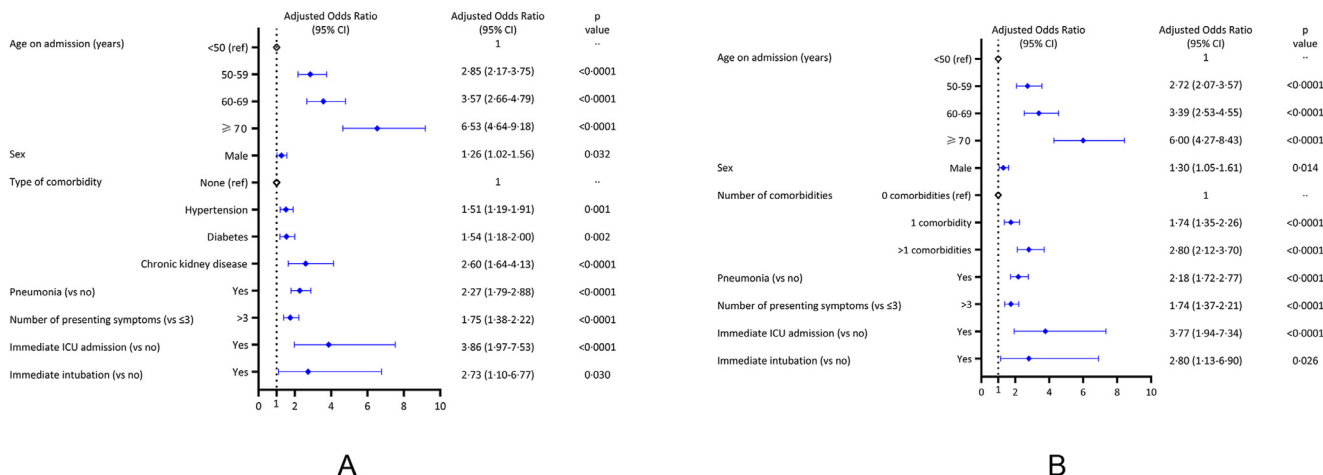 Adjusted Odds Ratio Adjusted Odds Ratio p
(95% CI) (95% CI) value
Age on admission (years) <50 (ref) 1 ··
50-59 2·85 (2·17-3·75) <0·0001
60-69 3·57 (2·66-4·79) <0·0001
⩾ 70 6·53 (4·64-9·18) <0·0001
Sex Male 1·26 (1.02-1.56) 0·032
Type of comorbidity None (ref) 1 ··
Hypertension 1·51 (1·19-1·91) 0·001
Diabetes 1·54 (1·18-2·00) 0·002
Chronic kidney disease 2·60 (1·64-4·13) <0·0001
Pneumonia (vs no) Yes 2·27 (1·79-2·88) <0·0001
Number of presenting symptoms (vs ≤3) >3 1·75 (1·38-2·22) <0·0001
Immediate ICU admission (vs no) Yes 3·86 (1·97-7·53) <0·0001
Immediate intubation (vs no) Yes 2·73 (1·10-6·77) 0·030
0 1 2 4 6 8 10
A
Adjusted Odds Ratio Adjusted Odds Ratio p
(95% CI) (95% CI) value
Age on admission (years) <50 (ref) 1 ··
50-59 2·72 (2·07-3·57) <0·0001
60-69 3·39 (2·53-4·55) <0·0001
⩾ 70 6·00 (4·27-8·43) <0·0001
Sex Male 1·30 (1·05-1·61) 0·014
Number of comorbidities 0 comorbidities (ref) 1 ··
1 comorbidity 1·74 (1·35-2·26) <0·0001
>1 comorbidities 2·80 (2·12-3·70) <0·0001
Pneumonia (vs no) Yes 2·18 (1·72-2·77) <0·0001
Number of presenting symptoms (vs ≤3) >3 1·74 (1·37-2·21) <0·0001
Immediate ICU admission (vs no) Yes 3·77 (1·94-7·34) <0·0001
Immediate intubation (vs no) Yes 2·80 (1·13-6·90) 0·026
0 1 2 4 6 8 10
B